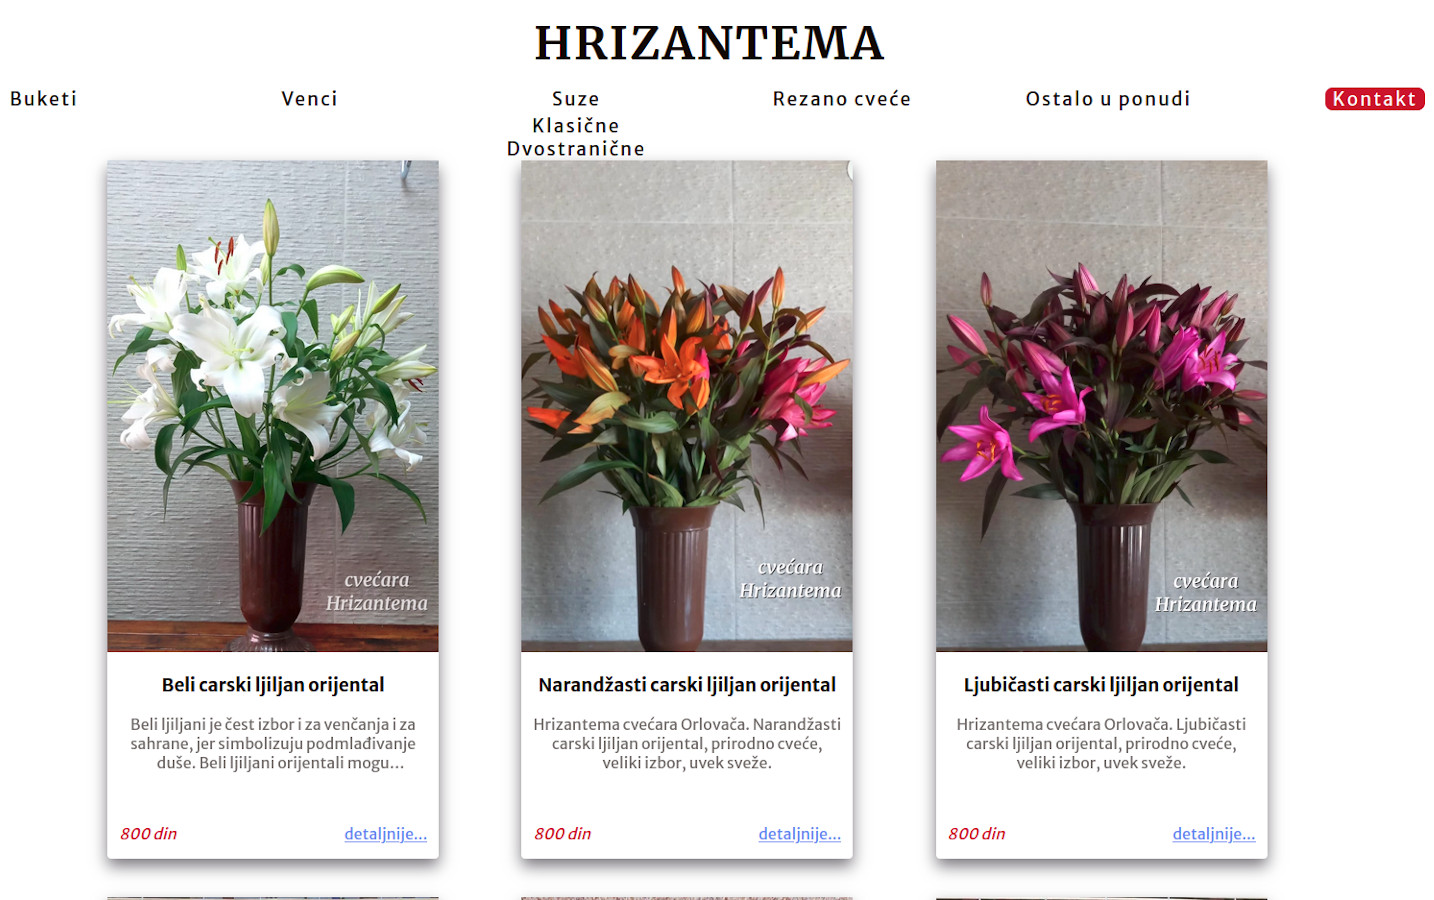 HRIZANTEMA
Buketi
Venci
Suze
Rezano cveće
Ostalo u ponudi
Kontakt
Klasične
Dvostranične
cvećara
Hrizantema
Beli carski ljiljan orijental
Beli ljiljani je čest izbor i za venčanja i za
sahrane, jer simbolizuju podmlađivanje
duše. Beli ljiljani orijentali mogu...
800 din
detaljnije...
cvećara
Hrizantema
Narandžasti carski ljiljan orijental
Hrizantema cvećara Orlovača. Narandžasti
carski ljiljan orijental, prirodno cveće,
veliki izbor, uvek sveže.
800 din
detaljnije...
cvećara
Hrizantema
Ljubičasti carski ljiljan orijental
Hrizantema cvećara Orlovača. Ljubičasti
carski ljiljan orijental, prirodno cveće,
veliki izbor, uvek sveže.
800 din
detaljnije...